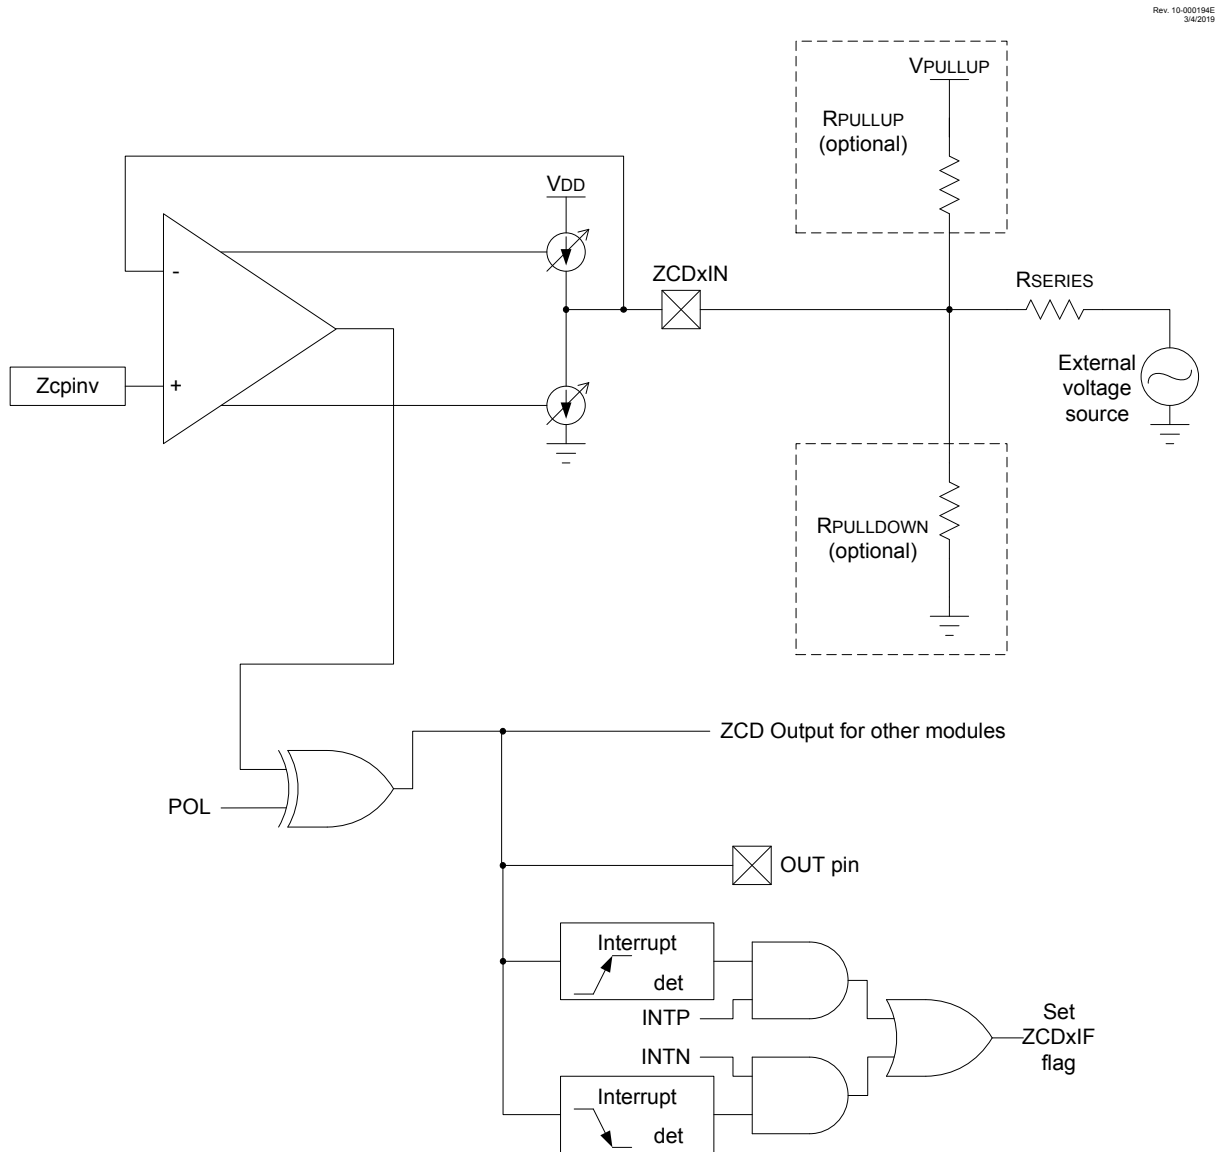 Rev. 10-000194E
3/4/2019
VPULLUP
RPULLUP
(optional)
VDD
ZCDxIN
RSERIES
-
+
Zcpinv
External
voltage
source
RPULLDOWN
(optional)
ZCD Output for other modules
POL
OUT pin
Interrupt
det
INTP
INTN
Set
ZCDxIF
flag
Interrupt
det